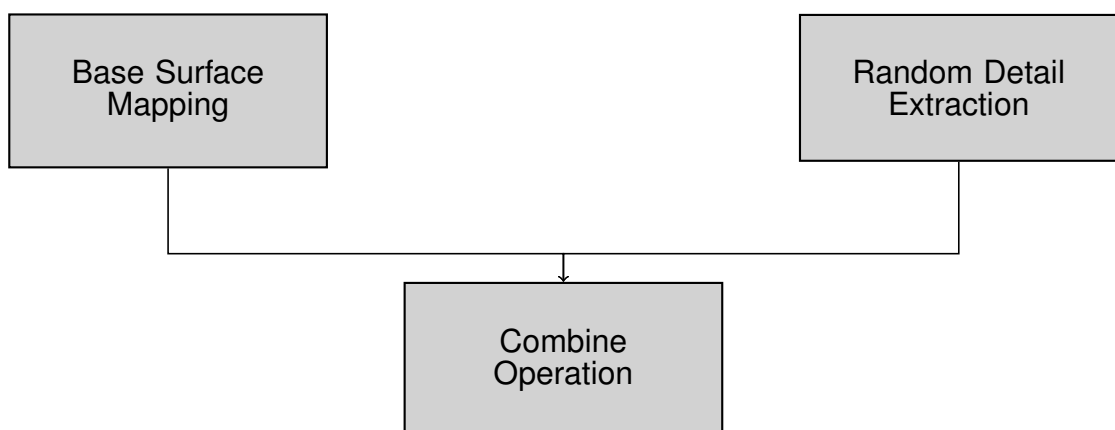 Base Surface
Mapping
Random Detail
Extraction
Combine
Operation